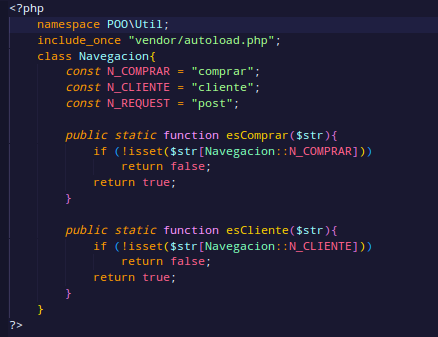 <?php
    namespace POO\Util;
    include_once "vendor/autoload.php";
    class Navegacion{
        const N_COMPRAR = "comprar";
        const N_CLIENTE = "cliente";
        const N_REQUEST = "post";

        public static function esComprar($str){
            if (!isset($str[Navegacion::N_COMPRAR]))
                return false;
            return true;
        }

        public static function esCliente($str){
            if (!isset($str[Navegacion::N_CLIENTE]))
                return false;
            return true;
        }
    }
?>